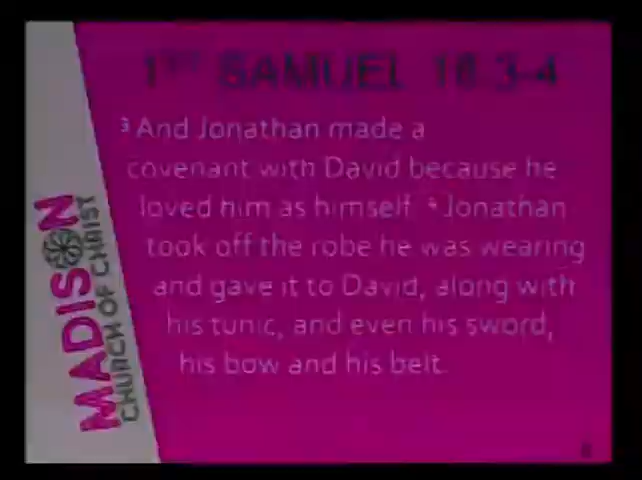 1ST SAMUEL 18:3-4
3 And Jonathan made a
covenant with David because he
loved him as himself. 4 Jonathan
took off the robe he was wearing
and gave it to David, along with
his tunic, and even his sword,
his bow and his belt.
MADISON
CHURCH OF CHRIST